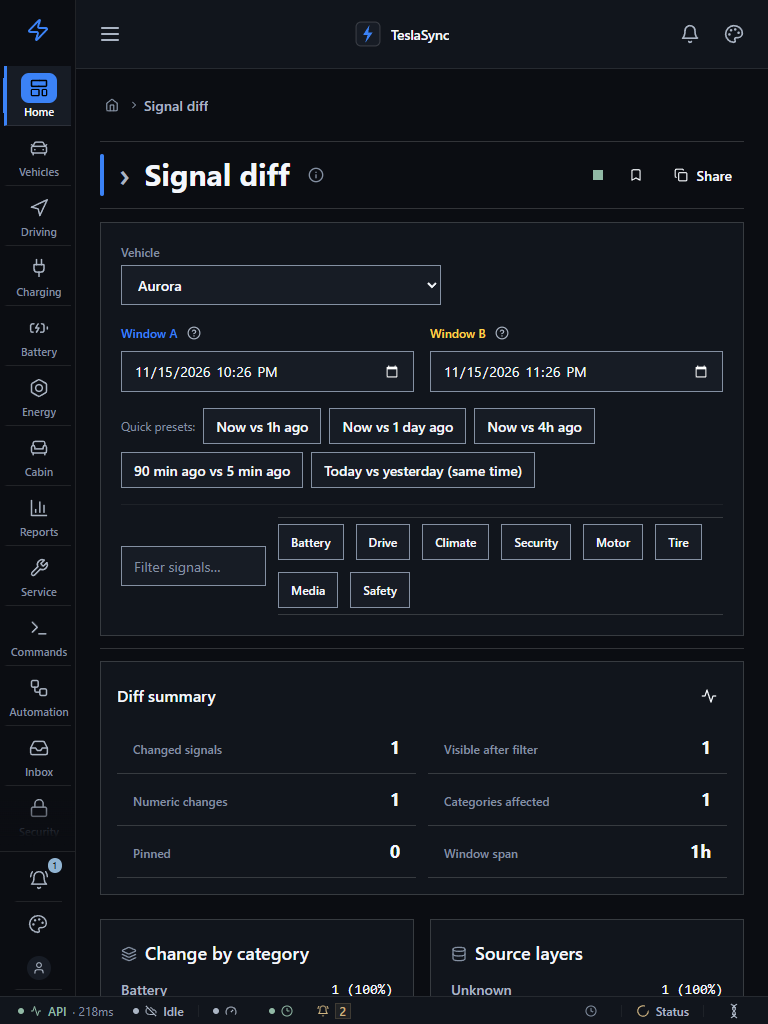 TeslaSync
Home
Vehicles
Driving
Charging
Battery
Energy
Cabin
Reports
Service
Commands
Automation
Inbox
Security
1
Signal diff
Signal diff
Share
Vehicle
Aurora
Window A
Window B
11/15/2026 10:26 PM
11/15/2026 11:26 PM
Quick presets:
Now vs 1h ago
Now vs 1 day ago
Now vs 4h ago
90 min ago vs 5 min ago
Today vs yesterday (same time)
Filter signals...
Battery
Drive
Climate
Security
Motor
Tire
Media
Safety
Diff summary
Changed signals 1
Visible after filter 1
Numeric changes 1
Categories affected 1
Pinned 0
Window span 1h
Change by category
Battery 1 (100%)
Source layers
Unknown 1 (100%)
API · 218ms
Idle
2
Status